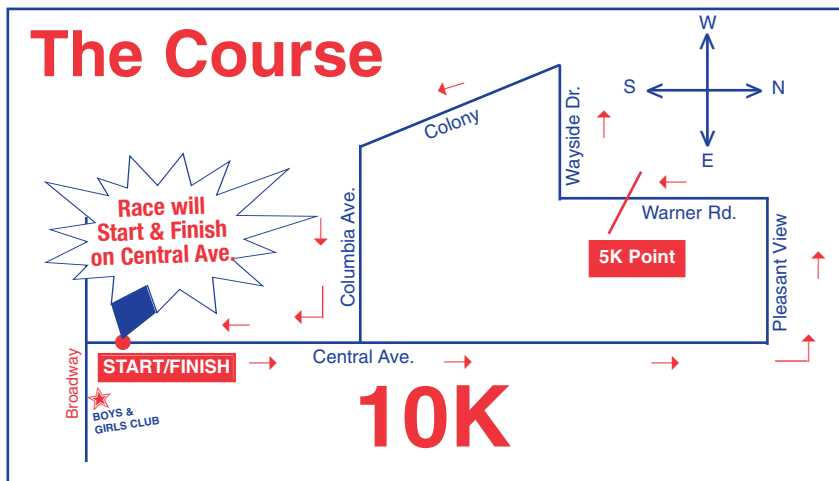 The Course
W
S
N
E
Colony
Wayside Dr.
Warner Rd.
5K Point
Pleasant View
Columbia Ave.
Race will
Start & Finish
on Central Ave.
START/FINISH
Central Ave.
Broadway
BOYS &
GIRLS CLUB
10K